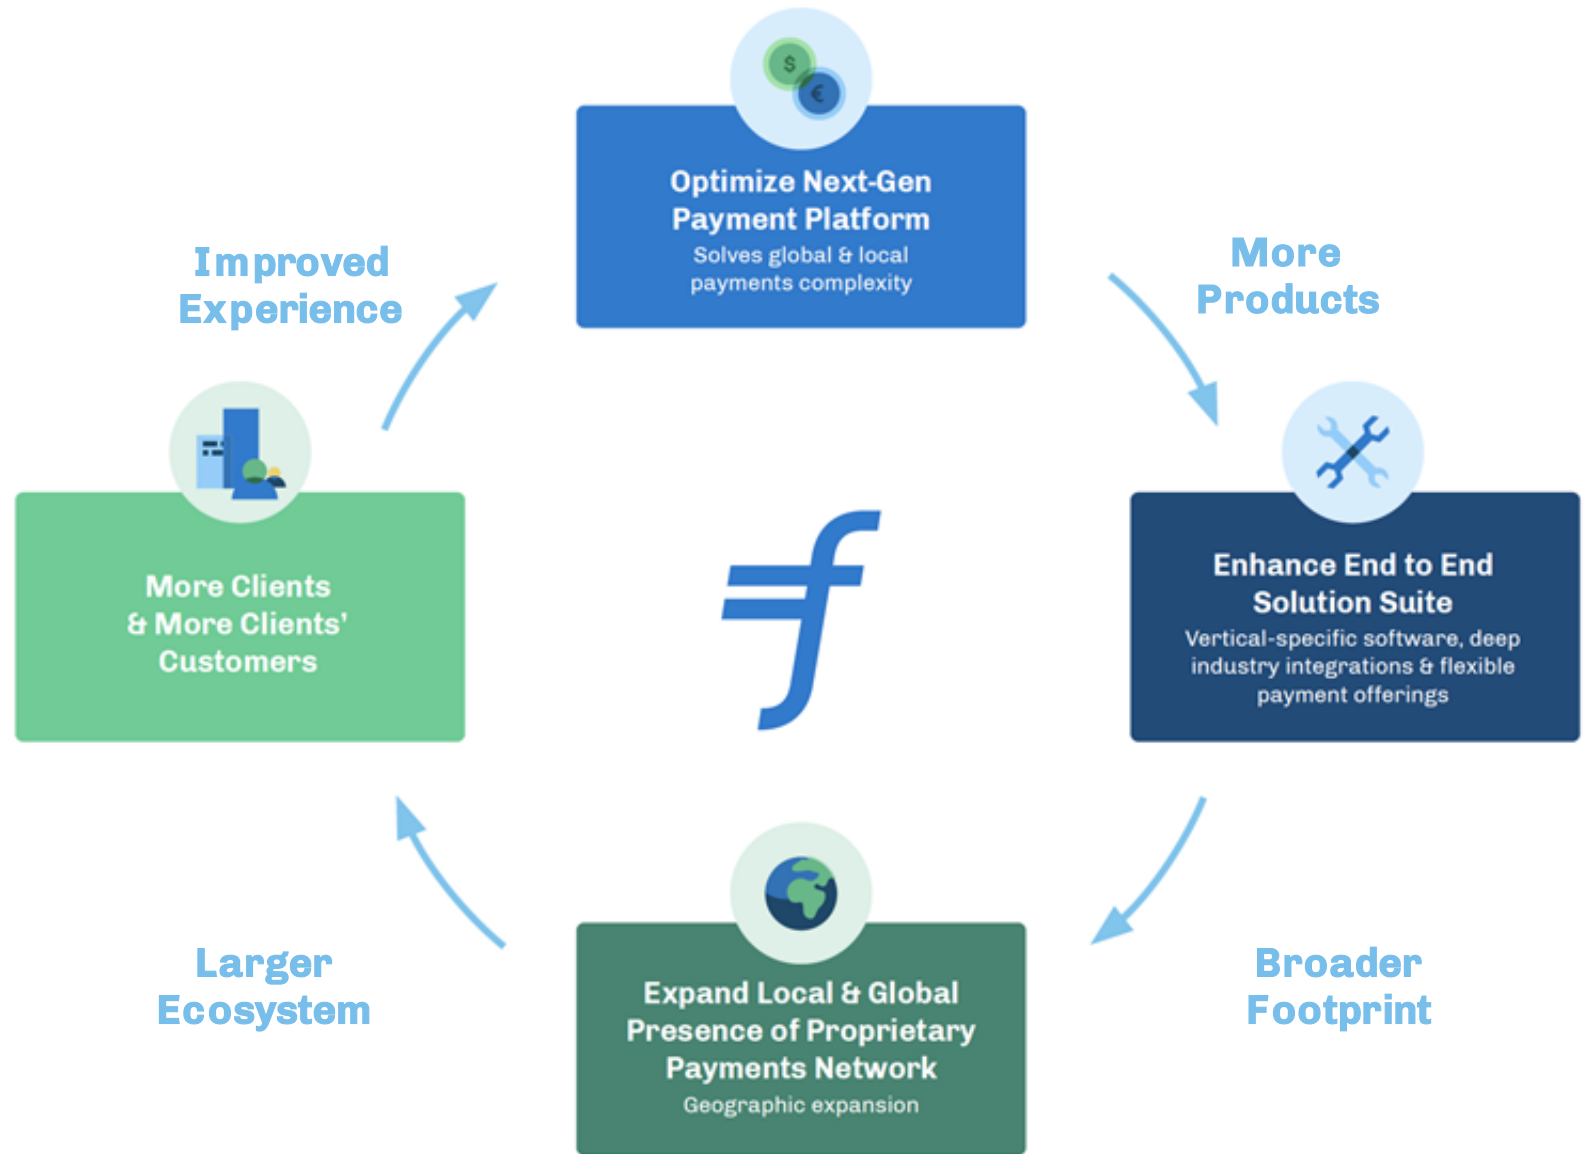 $
€
Optimize Next-Gen
Payment Platform
Solves global & local
payments complexity
More
Products
Enhance End to End
Solution Suite
Vertical-specific software, deep
industry integrations & flexible
payment offerings
Broader
Footprint
Expand Local & Global
Presence of Proprietary
Payments Network
Geographic expansion
Larger
Ecosystem
More Clients
& More Clients’
Customers
Improved
Experience